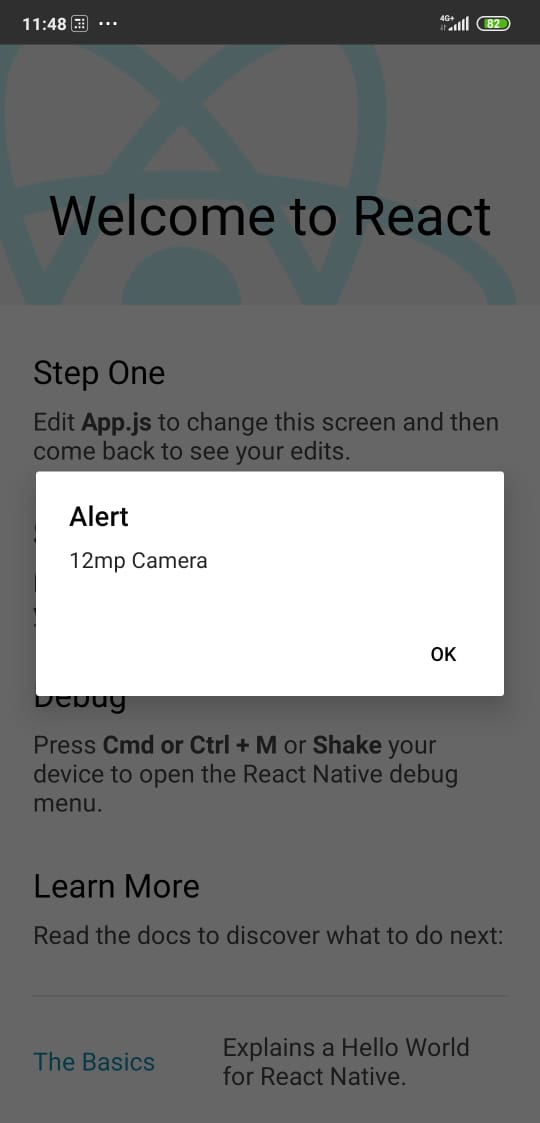 11:48
4G+
82
Welcome to React
Step One
Edit App.js to change this screen and then
come back to see your edits.
Alert
12mp Camera
OK
Debug
Press Cmd or Ctrl + M or Shake your
device to open the React Native debug
menu.
Learn More
Read the docs to discover what to do next:
The Basics
Explains a Hello World
for React Native.